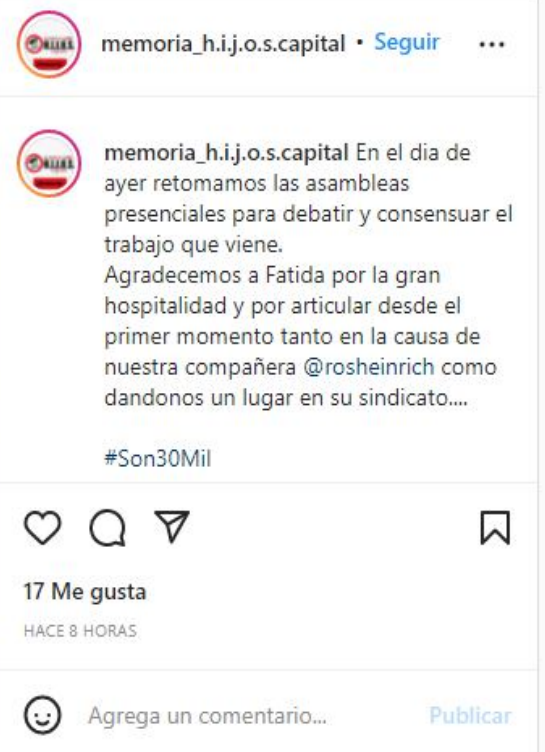 memoria_h.i.j.o.s.capital • Seguir ...
memoria_h.i.j.o.s.capital En el dia de
ayer retomamos las asambleas
presenciales para debatir y consensuar el
trabajo que viene.
Agradecemos a Fatida por la gran
hospitalidad y por articular desde el
primer momento tanto en la causa de
nuestra compañera @rosheinrich como
dandonos un lugar en su sindicato....
#Son30Mil
17 Me gusta
HACE 8 HORAS
Agrega un comentario... Publicar